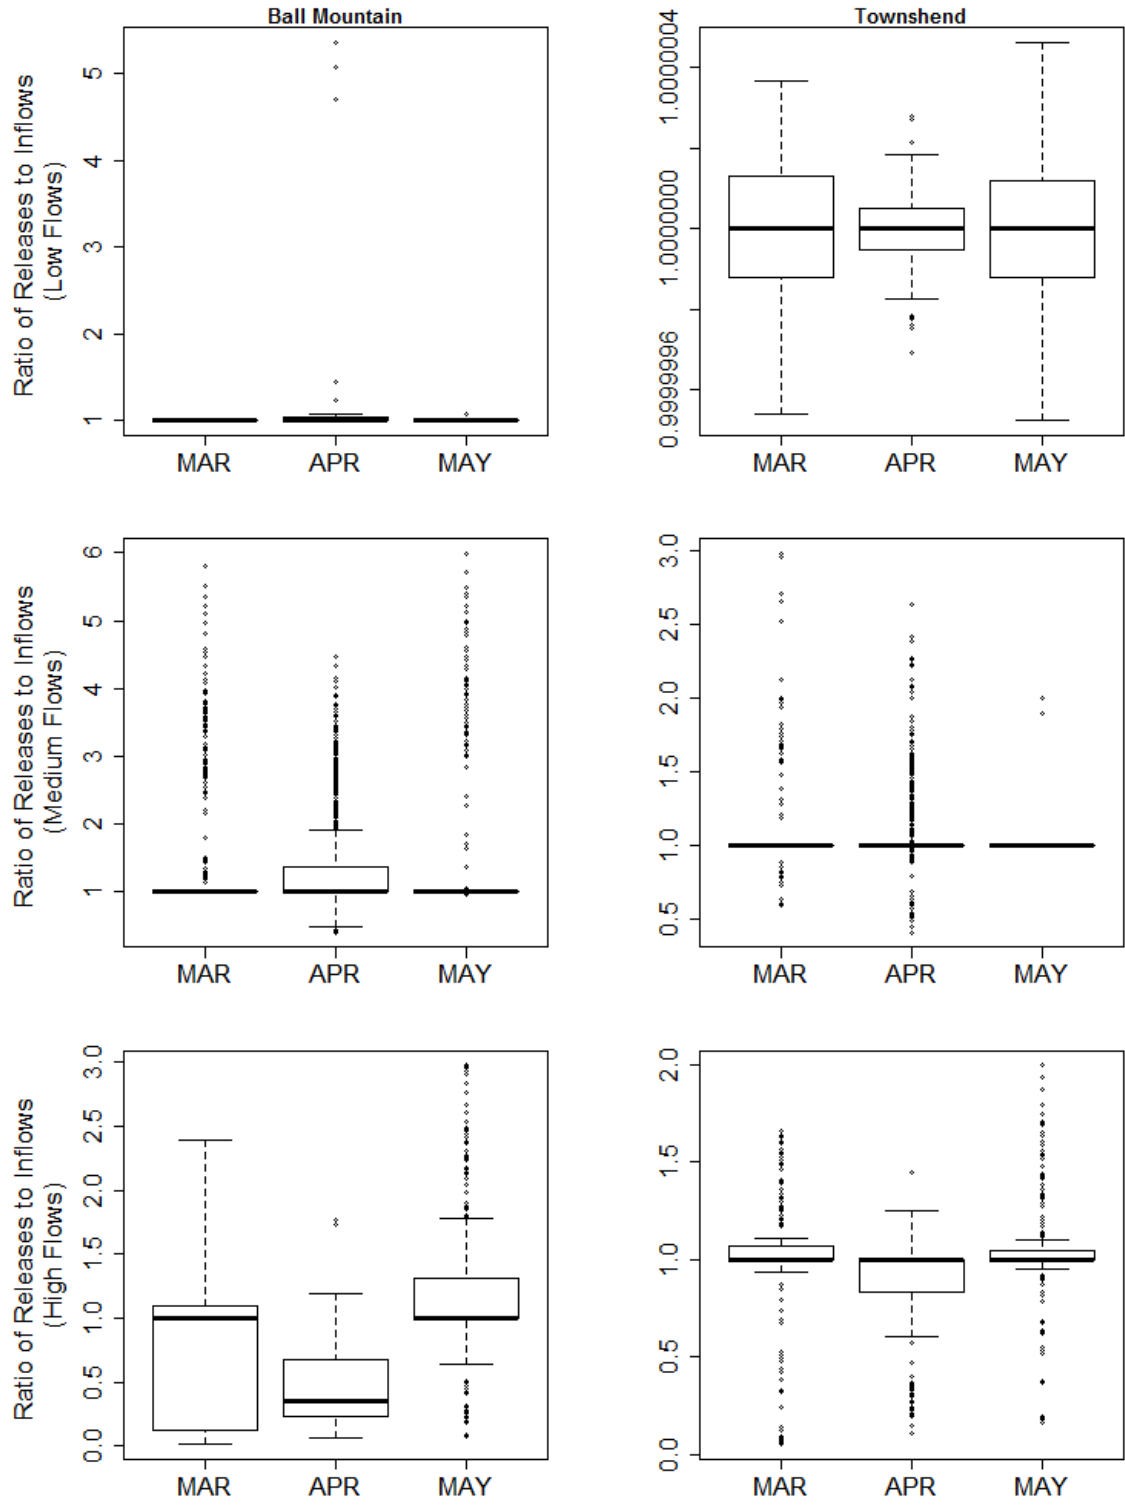 Ball Mountain
Townshend
Ratio of Releases to Inflows
(Low Flows)
5
4
3
2
1
MAR APR MAY
1.00000004
1.00000000
0.99999996
MAR APR MAY
Ratio of Releases to Inflows
(Medium Flows)
6
5
4
3
2
1
MAR APR MAY
3.0
2.5
2.0
1.5
1.0
0.5
MAR APR MAY
Ratio of Releases to Inflows
(High Flows)
3.0
2.5
2.0
1.5
1.0
0.5
0.0
MAR APR MAY
2.0
1.5
1.0
0.5
0.0
MAR APR MAY